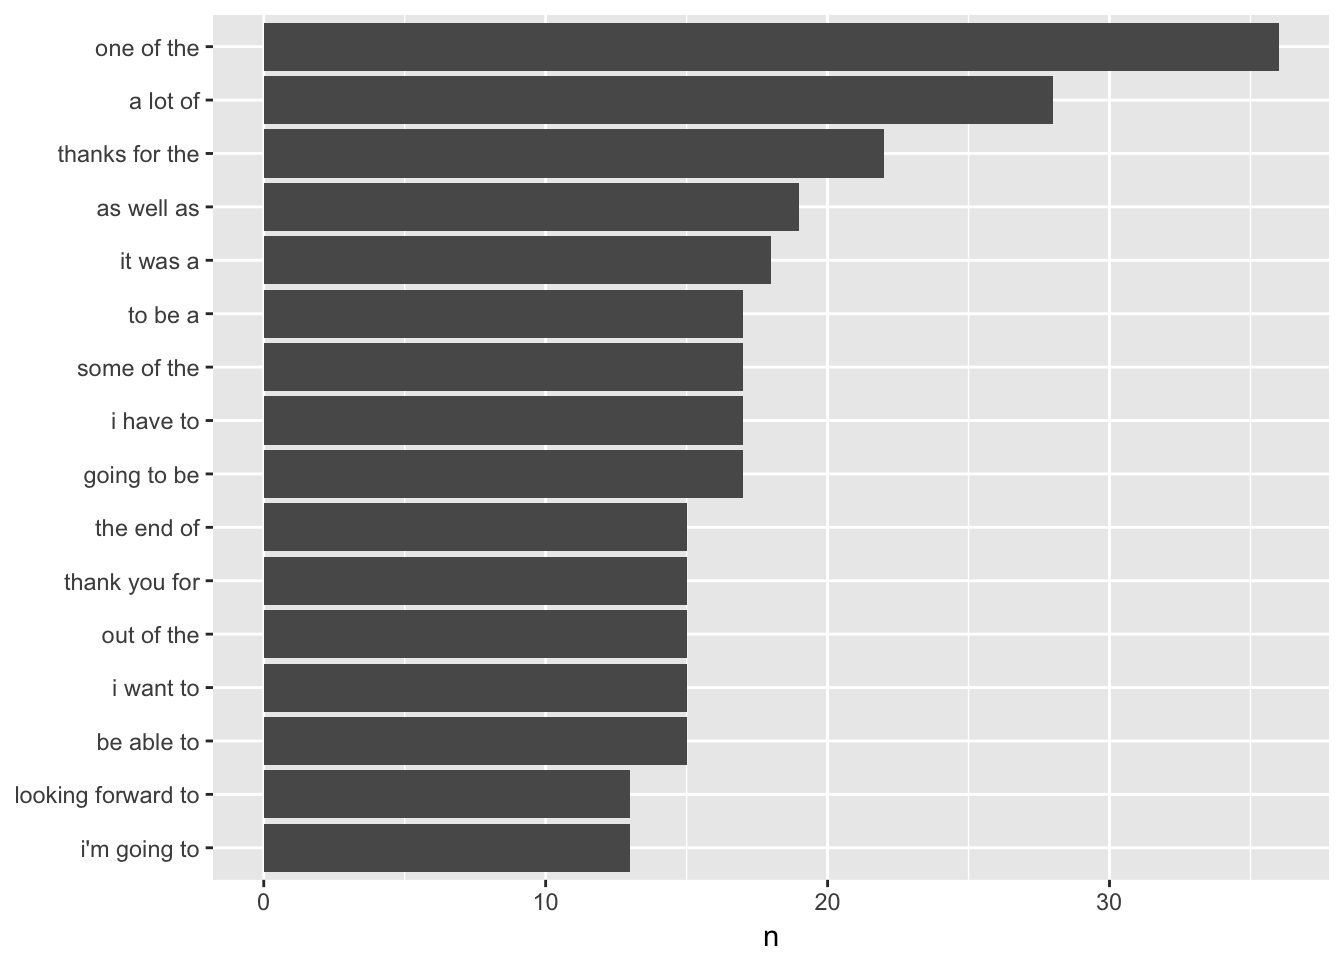 one of the
a lot of
thanks for the
as well as
it was a
to be a
some of the
i have to
going to be
the end of
thank you for
out of the
i want to
be able to
looking forward to
i'm going to
0 10 20 30
n